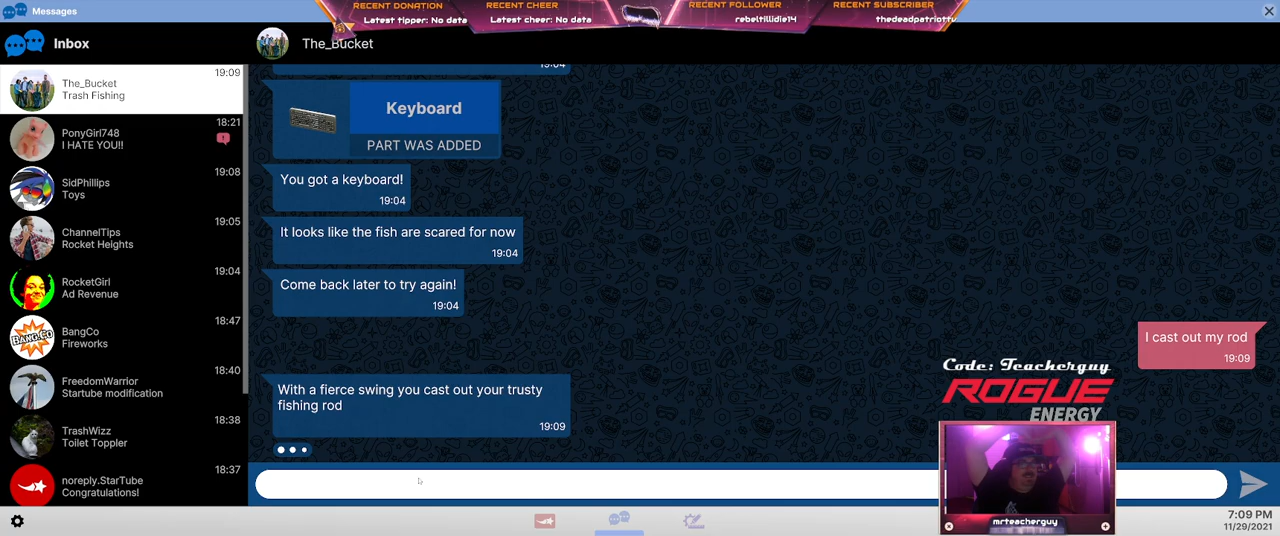 Messages
RECENT DONATION
Latest tipper: No data
RECENT CHEER
Latest cheer: No data
RECENT FOLLOWER
rebeltillidie14
RECENT SUBSCRIBER
thedeadpatriotty
Inbox
The_Bucket
19:09
The_Bucket
Trash Fishing
18:21
PonyGirl748
I HATE YOU!!
19:08
SidPhillips
Toys
19:05
ChannelTips
Rocket Heights
19:04
RocketGirl
Ad Revenue
18:47
BangCo
Fireworks
18:40
FreedomWarrior
Startube modification
18:38
TrashWizz
Toilet Toppler
18:37
noreply.StarTube
Congratulations!
BANG.CO
19:04
Keyboard
PART WAS ADDED
You got a keyboard!
19:04
It looks like the fish are scared for now
19:04
Come back later to try again!
19:04
I cast out my rod
19:09
With a fierce swing you cast out your trusty
fishing rod
19:09
Code: Teacherguy
ROGUE
ENERGY
mrteacherguy
7:09 PM
11/29/2021